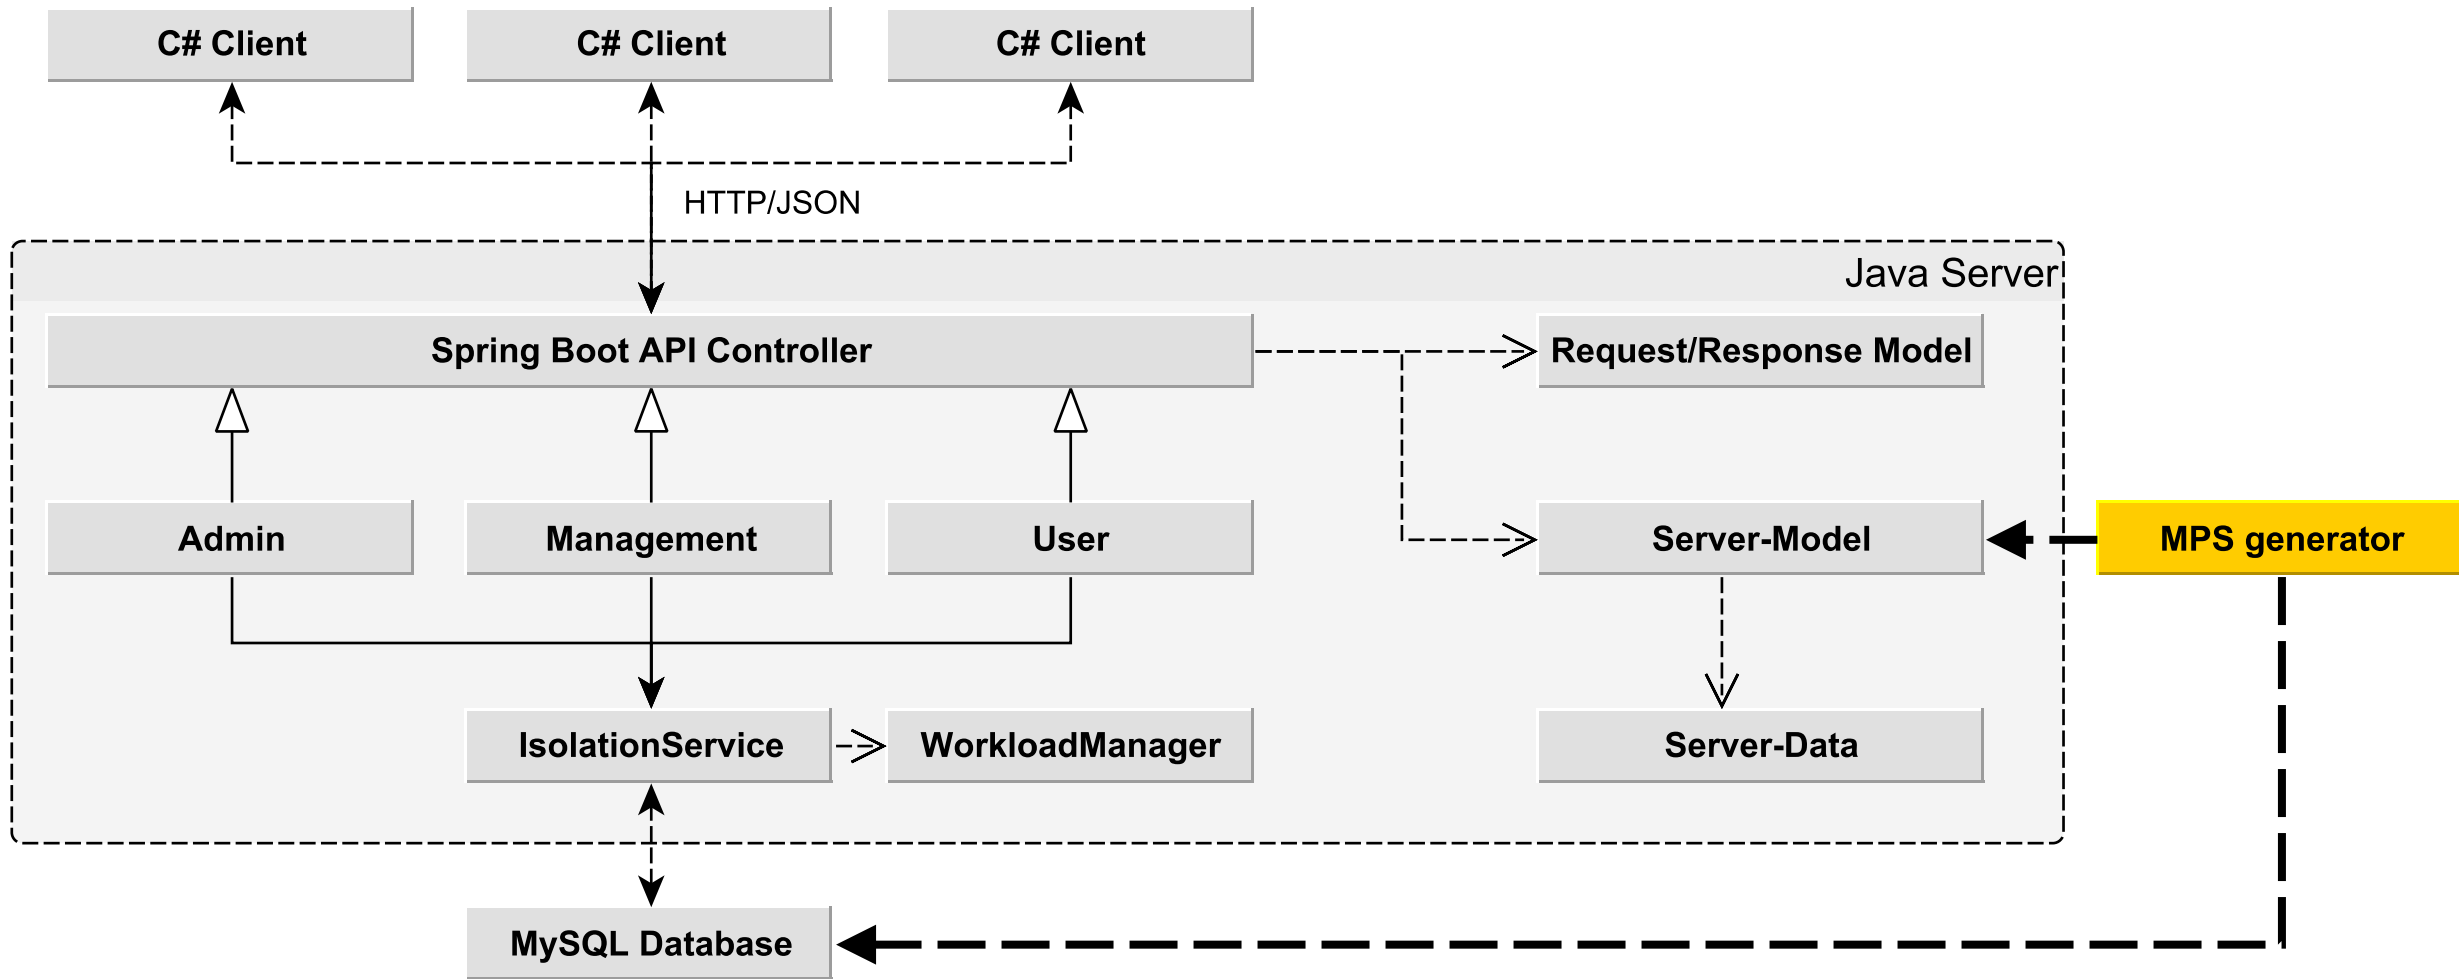 C# Client
C# Client
C# Client
HTTP/JSON
Java Server
Spring Boot API Controller
Request/Response Model
Admin
Management
User
Server-Model
MPS generator
IsolationService
WorkloadManager
Server-Data
MySQL Database